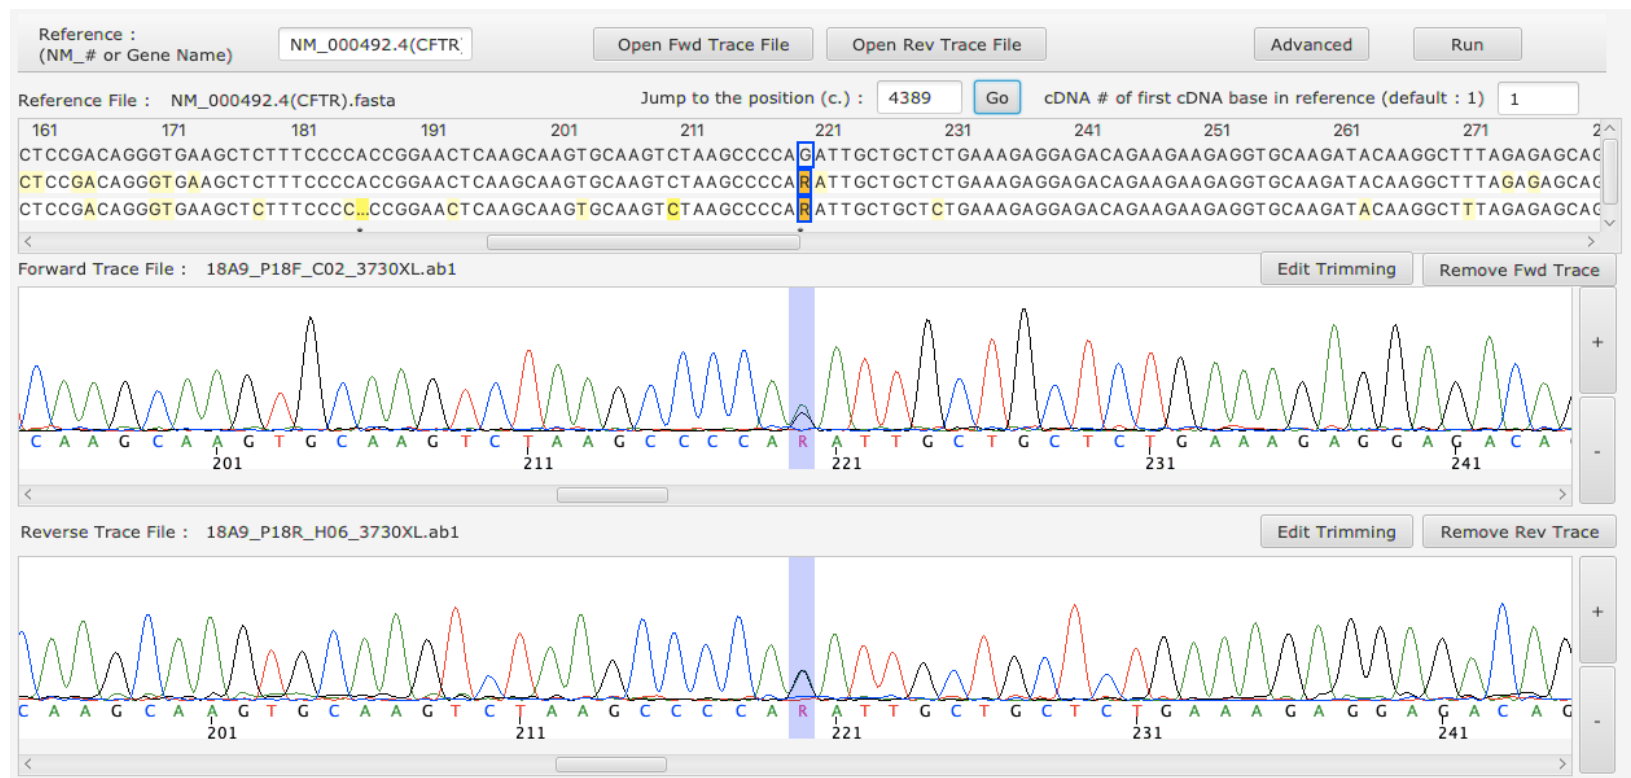 Reference :
(NM_# or Gene Name) NM_000492.4(CFTR) Open Fwd Trace File Open Rev Trace File Advanced Run
Reference File : NM_000492.4(CFTR).fasta Jump to the position (c.) : 4389 Go cDNA # of first cDNA base in reference (default : 1) 1
161 171 181 191 201 211 221 231 241 251 261 271 2
CTCCGACAGGGTGAAGCTCTTTCCCCACCGGAACTCAAGCAAGTGCAAGTCTAAGCCCCAGATTGCTGCTCTGAAAGAGGAGACAGAAGAAGAGGTGCAAGATACAAGGCTTTAGAGAGCAG
CTCCGACAGGGTGAAGCTCTTTCCCCACCGGAACTCAAGCAAGTGCAAGTCTAAGCCCCARATTGCTGCTCTGAAAGAGGAGACAGAAGAAGAGGTGCAAGATACAAGGCTTTAGAGAGCAG
CTCCGACAGGGTGAAGCTCTTTCCCC...CCGGAACTCAAGCAAGTGCAAGTCTAAGCCCCARATTGCTGCTCTGAAAGAGGAGACAGAAGAAGAGGTGCAAGATACAAGGCTTTAGAGAGCAG
Forward Trace File : 18A9_P18F_C02_3730XL.ab1 Edit Trimming Remove Fwd Trace
+
C A A G C A A G T G C A A G T C T A A G C C C C A R A T T G C T G C T C T G A A A G A G G A G A C A
-
201 211 221 231 241
Reverse Trace File : 18A9_P18R_H06_3730XL.ab1 Edit Trimming Remove Rev Trace
+
C A A G C A A G T G C A A G T C T A A G C C C C A R A T T G C T G C T C T G A A A G A G G A G A C A G
-
201 211 221 231 241